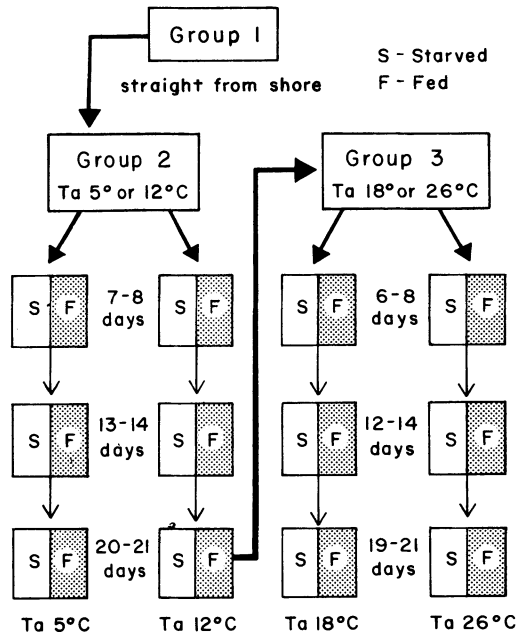 Group 1
straight from shore
S - Starved
F - Fed
Group 2
Ta 5° or 12°C
Group 3
Ta 18° or 26°C
S F 7-8 days S F
S F 6-8 days S F
S F 13-14 days S F
S F 12-14 days S F
S F 20-21 days S F
S F 19-21 days S F
Ta 5°C Ta 12°C Ta 18°C Ta 26°C